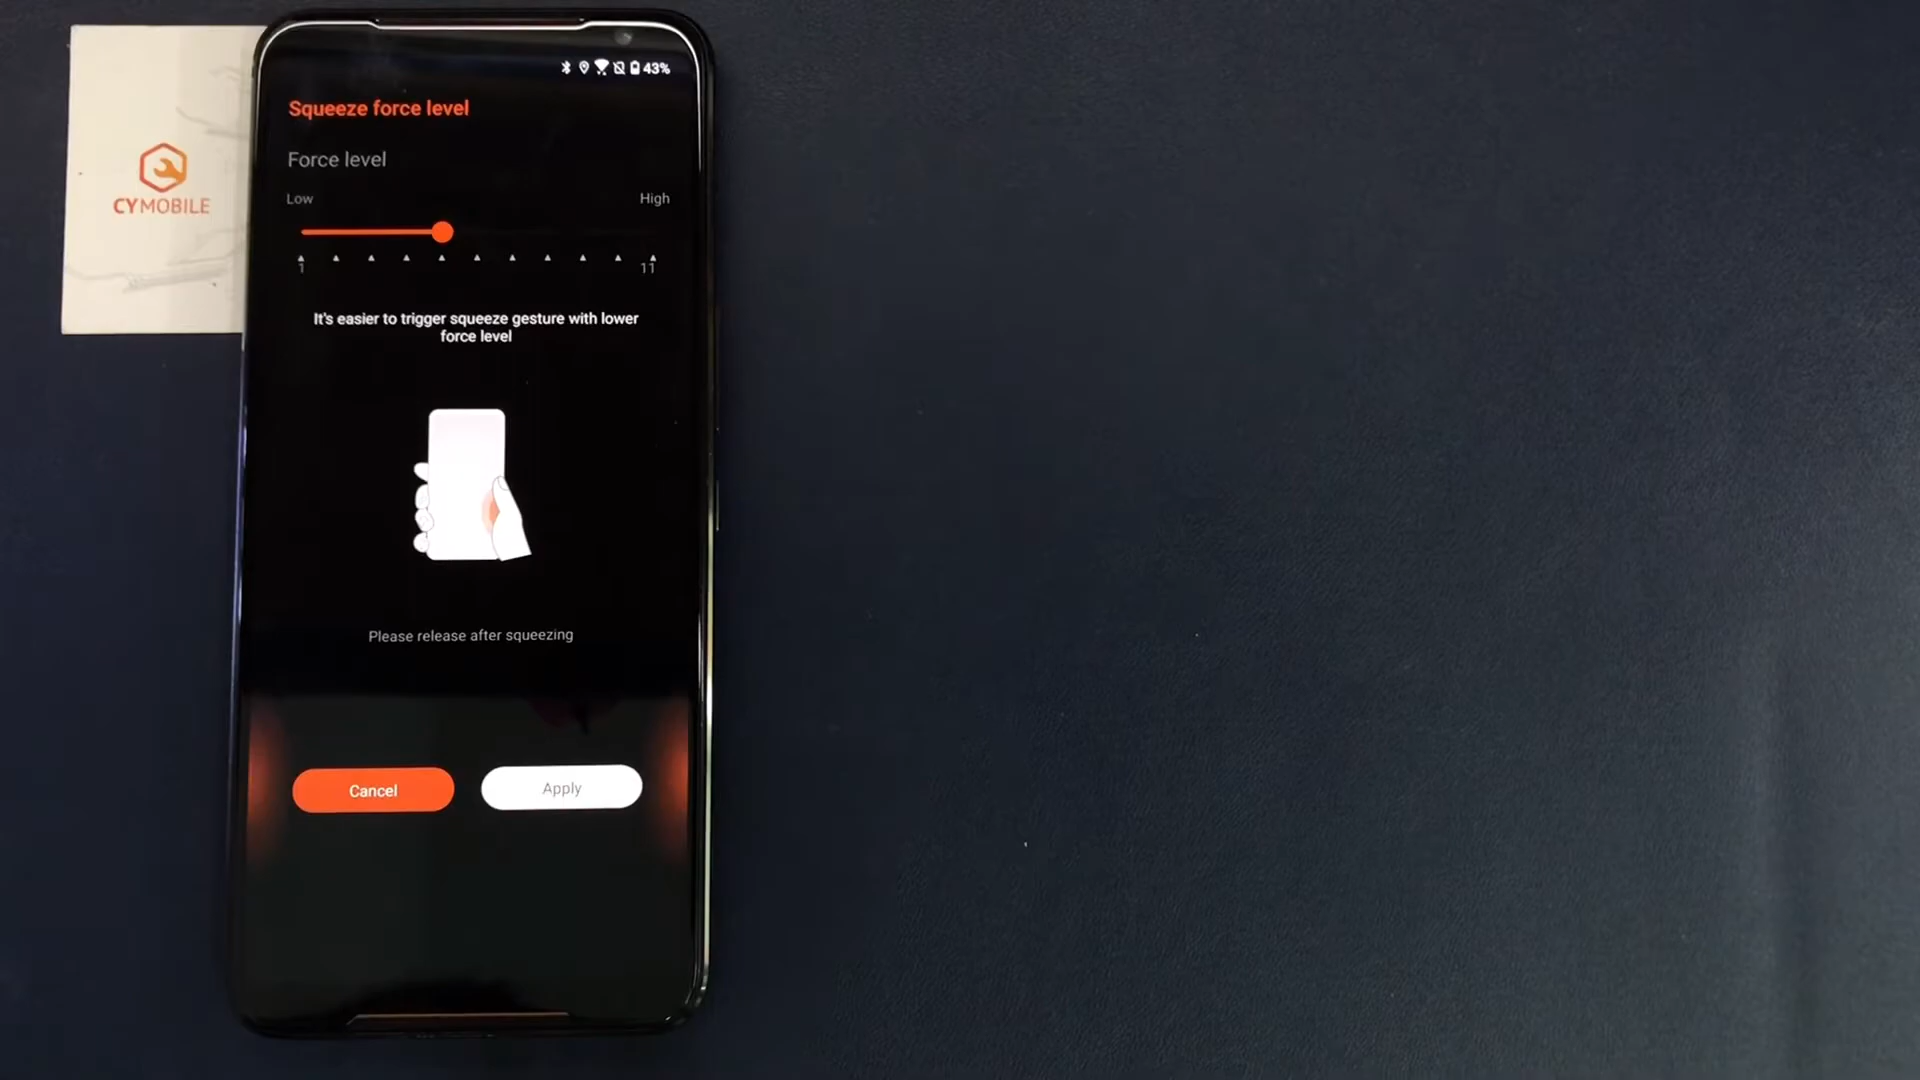 43%
Squeeze force level
Force level
Low High
1 11
It's easier to trigger squeeze gesture with lower
force level
Please release after squeezing
Cancel Apply
CYMOBILE